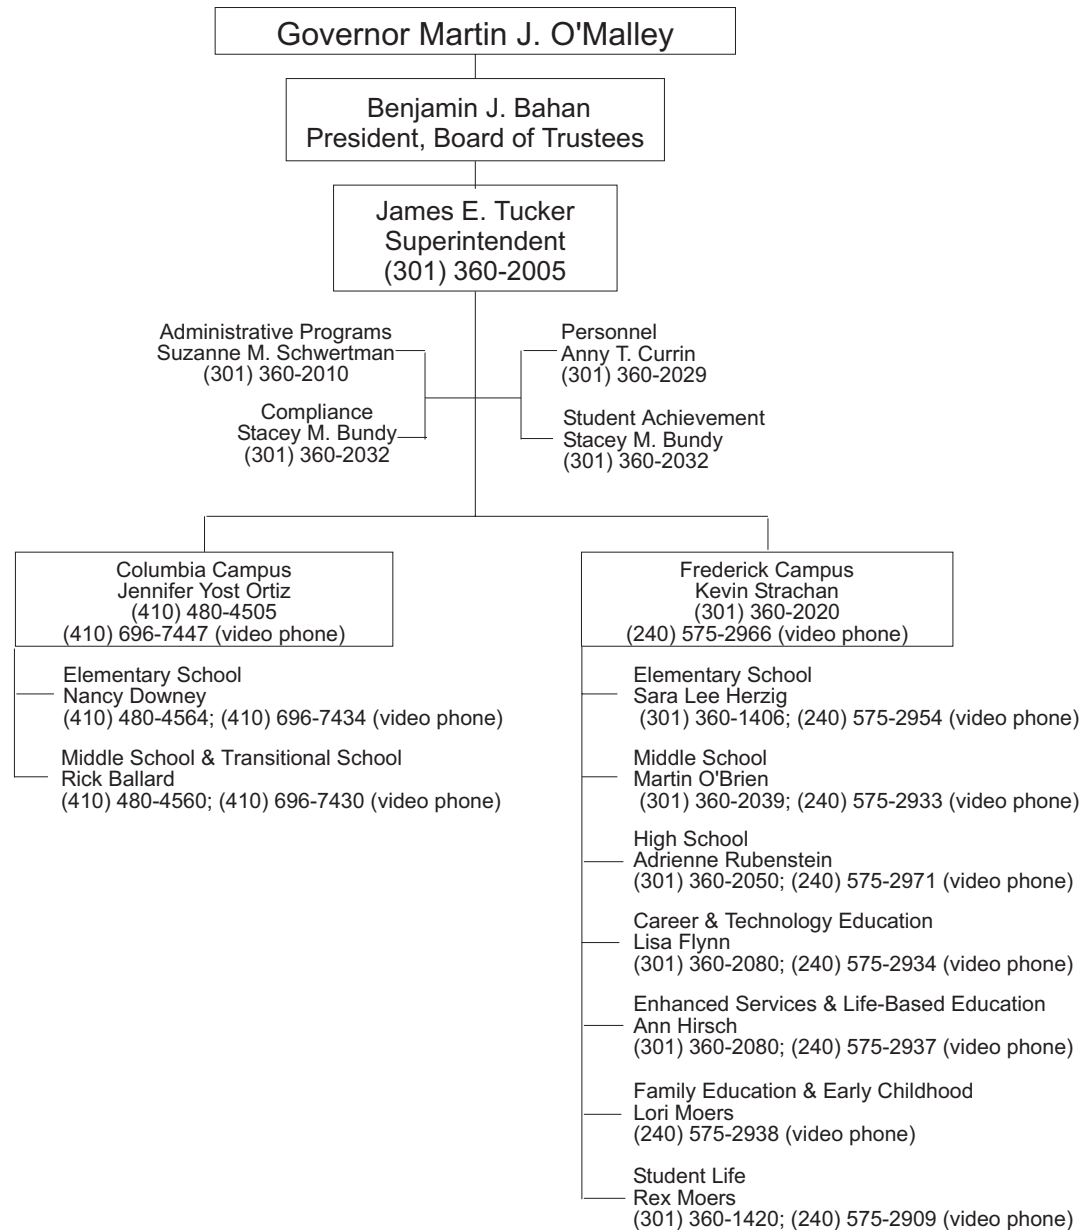 Governor Martin J. O'Malley
Benjamin J. Bahan
President, Board of Trustees
James E. Tucker
Superintendent
(301) 360-2005
Administrative Programs
Suzanne M. Schwertman
(301) 360-2010
Personnel
Anny T. Currin
(301) 360-2029
Compliance
Stacey M. Bundy
(301) 360-2032
Student Achievement
Stacey M. Bundy
(301) 360-2032
Columbia Campus
Jennifer Yost Ortiz
(410) 480-4505
(410) 696-7447 (video phone)
Elementary School
Nancy Downey
(410) 480-4564; (410) 696-7434 (video phone)
Middle School & Transitional School
Rick Ballard
(410) 480-4560; (410) 696-7430 (video phone)
Frederick Campus
Kevin Strachan
(301) 360-2020
(240) 575-2966 (video phone)
Elementary School
Sara Lee Herzig
(301) 360-1406; (240) 575-2954 (video phone)
Middle School
Martin O'Brien
(301) 360-2039; (240) 575-2933 (video phone)
High School
Adrienne Rubenstein
(301) 360-2050; (240) 575-2971 (video phone)
Career & Technology Education
Lisa Flynn
(301) 360-2080; (240) 575-2934 (video phone)
Enhanced Services & Life-Based Education
Ann Hirsch
(301) 360-2080; (240) 575-2937 (video phone)
Family Education & Early Childhood
Lori Moers
(240) 575-2938 (video phone)
Student Life
Rex Moers
(301) 360-1420; (240) 575-2909 (video phone)